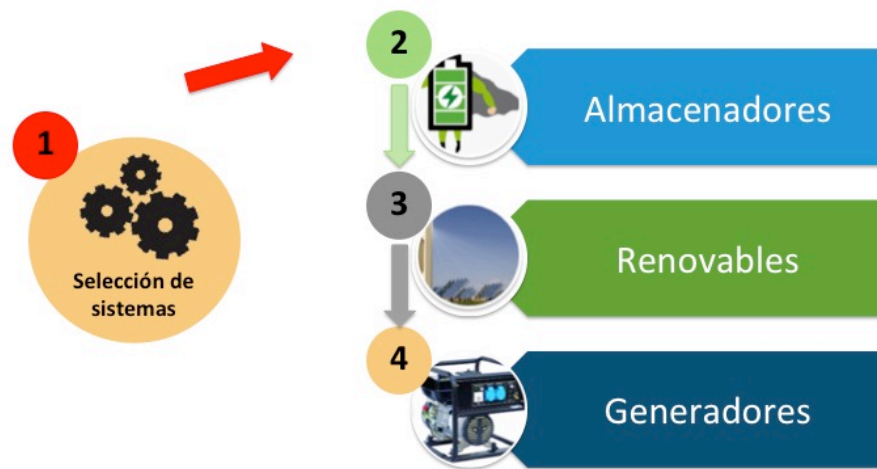 1
Selección de
sistemas
2
Almacenadores
3
Renovables
4
Generadores